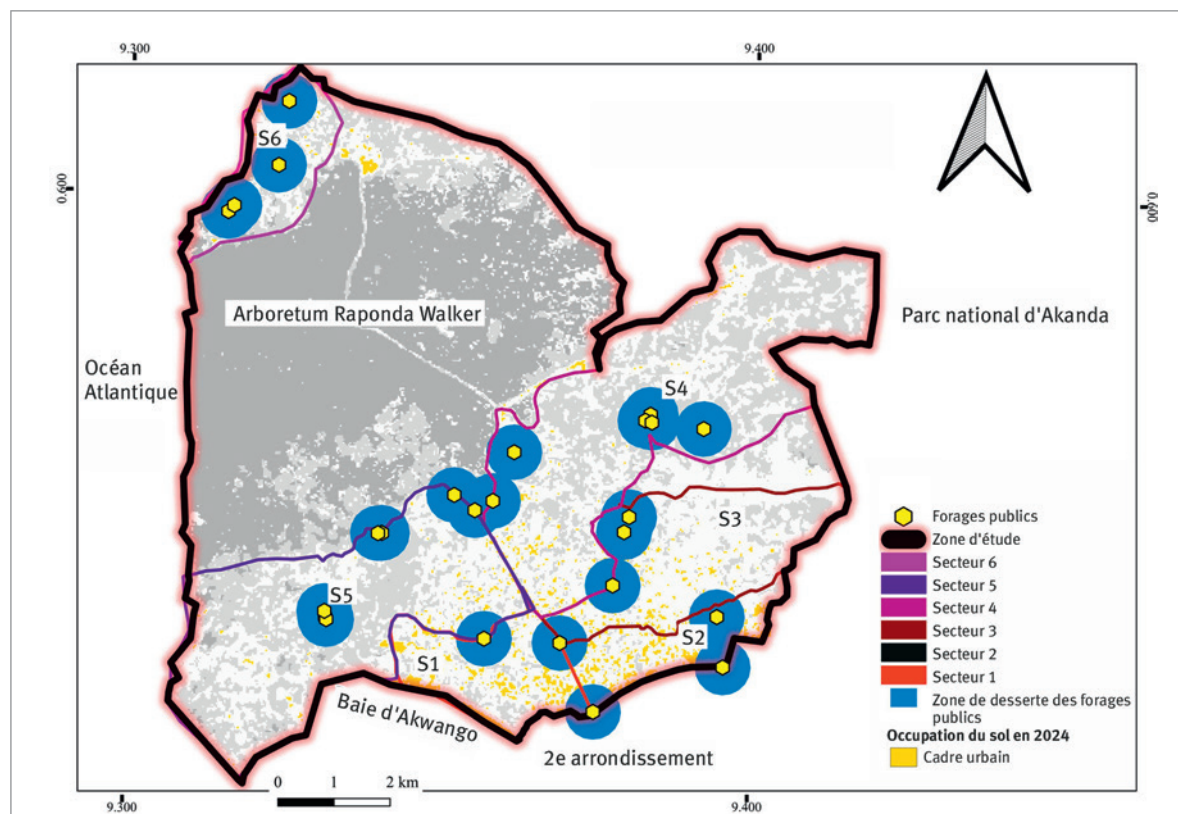 9.300
9.400
0.600
0.600
S6
Arboretum Raponda Walker
Parc national d'Akanda
Océan
Atlantique
S4
S3
S5
S2
S1
Baie d'Akwango
2e arrondissement
0 1 2 km
Forages publics
Zone d'étude
Secteur 6
Secteur 5
Secteur 4
Secteur 3
Secteur 2
Secteur 1
Zone de desserte des forages
publics
Occupation du sol en 2024
Cadre urbain
9.300
9.400